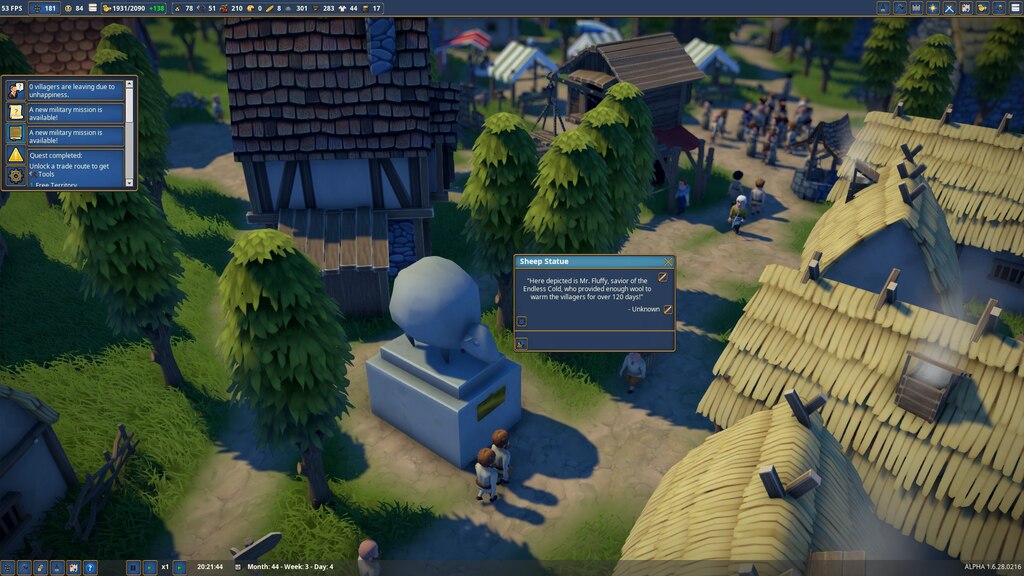 53 FPS 181 84 1931/2090 +138 78 51 210 0 8 301 283 44 17
0 villagers are leaving due to
unhappiness.
A new military mission is
available!
A new military mission is
available!
Quest completed:
Unlock a trade route to get
Tools
Free Territory
Sheep Statue
"Here depicted is Mr. Fluffy, savior of the
Endless Cold, who provided enough wool to
warm the villagers for over 120 days!"
- Unknown
x1 20:21:44 Month: 44 - Week: 3 - Day: 4
ALPHA 1.6.28.0216